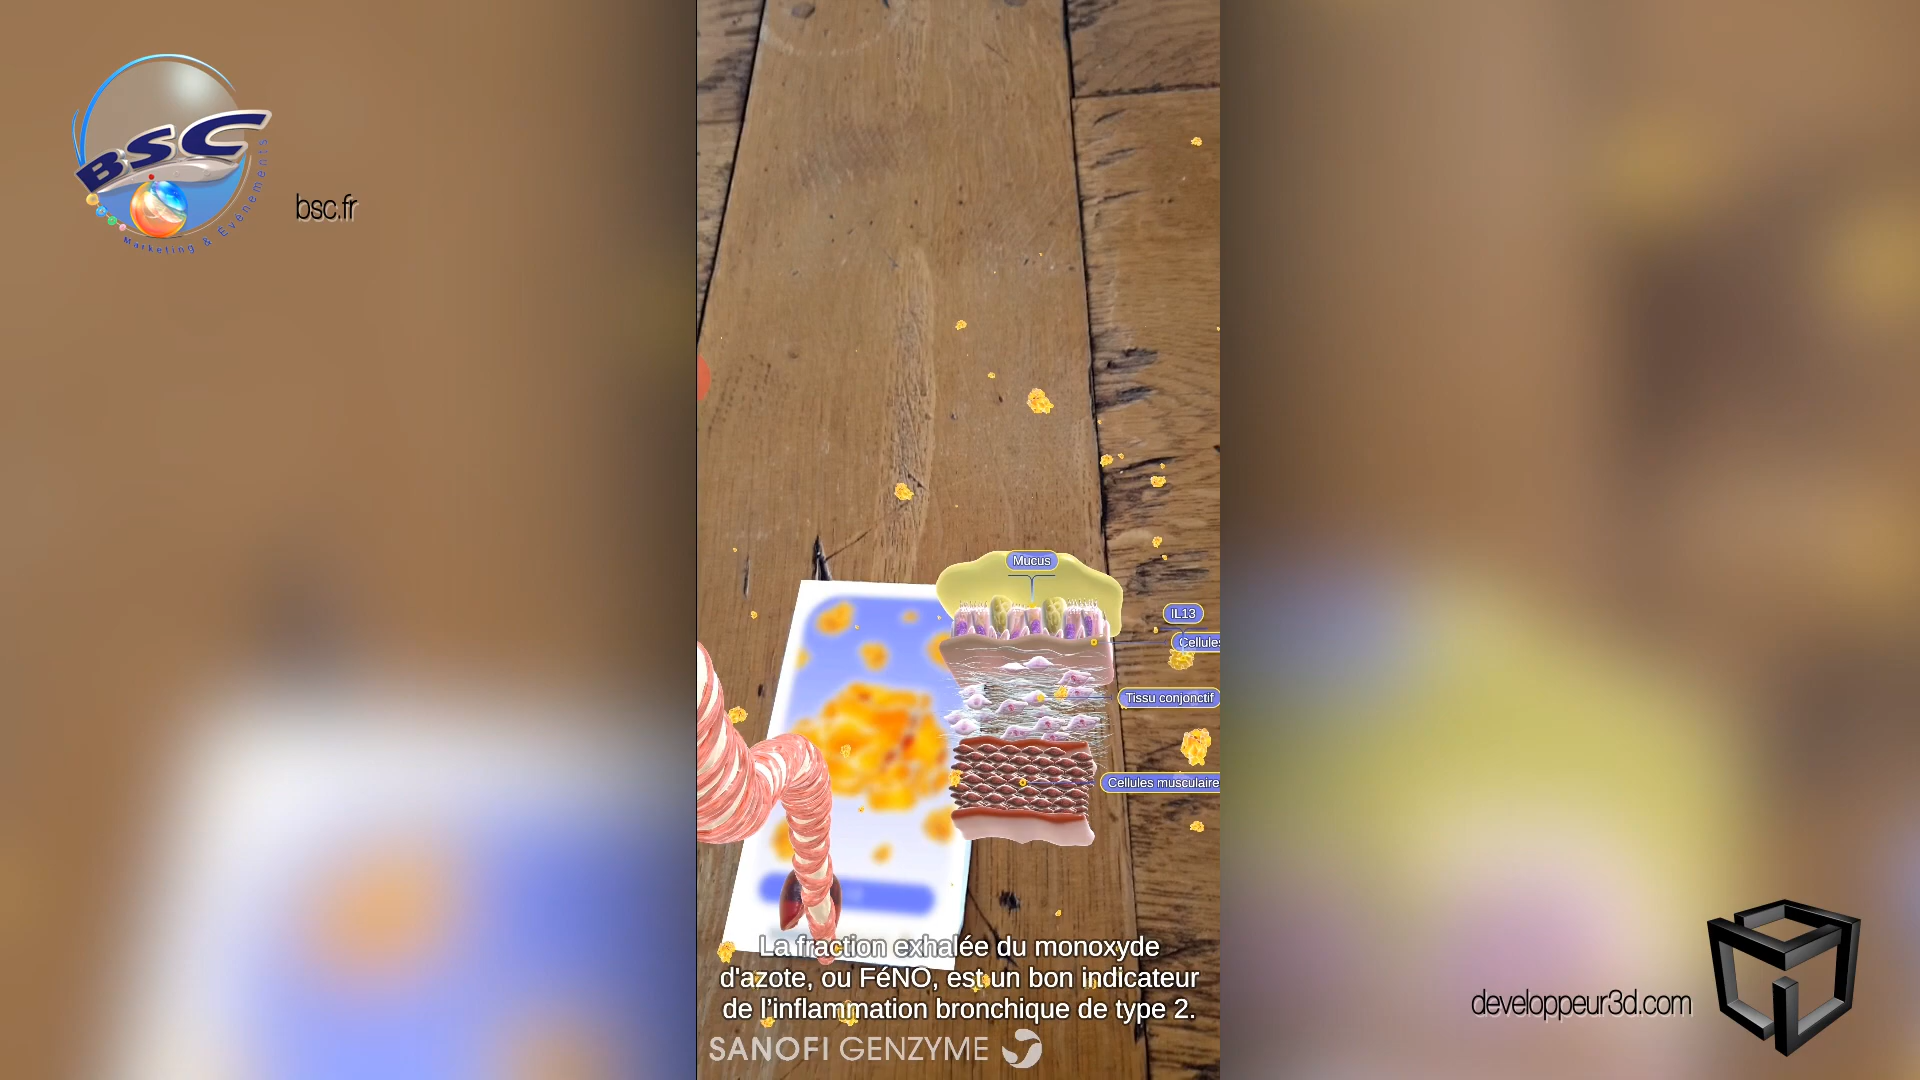 BSC
Marketing & Évènements
bsc.fr
Mucus
IL13
Cellules
Tissu conjonctif
Cellules musculaire
La fraction exhalée du monoxyde
d'azote, ou FéNO, est un bon indicateur
de l'inflammation bronchique de type 2.
SANOFI GENZYME
developpeur3d.com